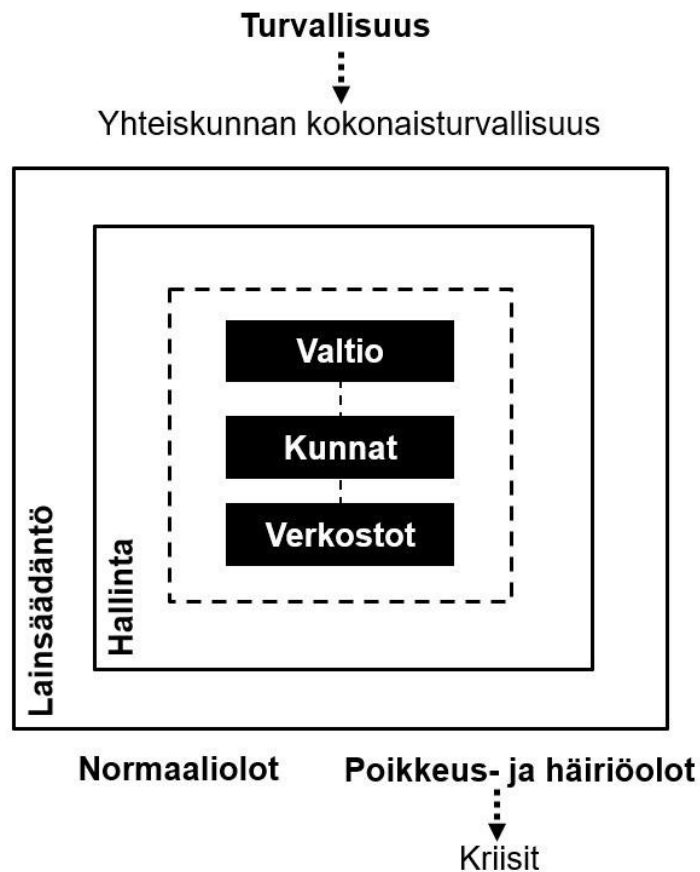 Turvallisuus
Yhteiskunnan kokonaisturvallisuus
Valtio
Kunnat
Verkostot
Hallinta
Lainsäädäntö
Normaaliolot
Poikkeus- ja häiriöolot
Kriisit